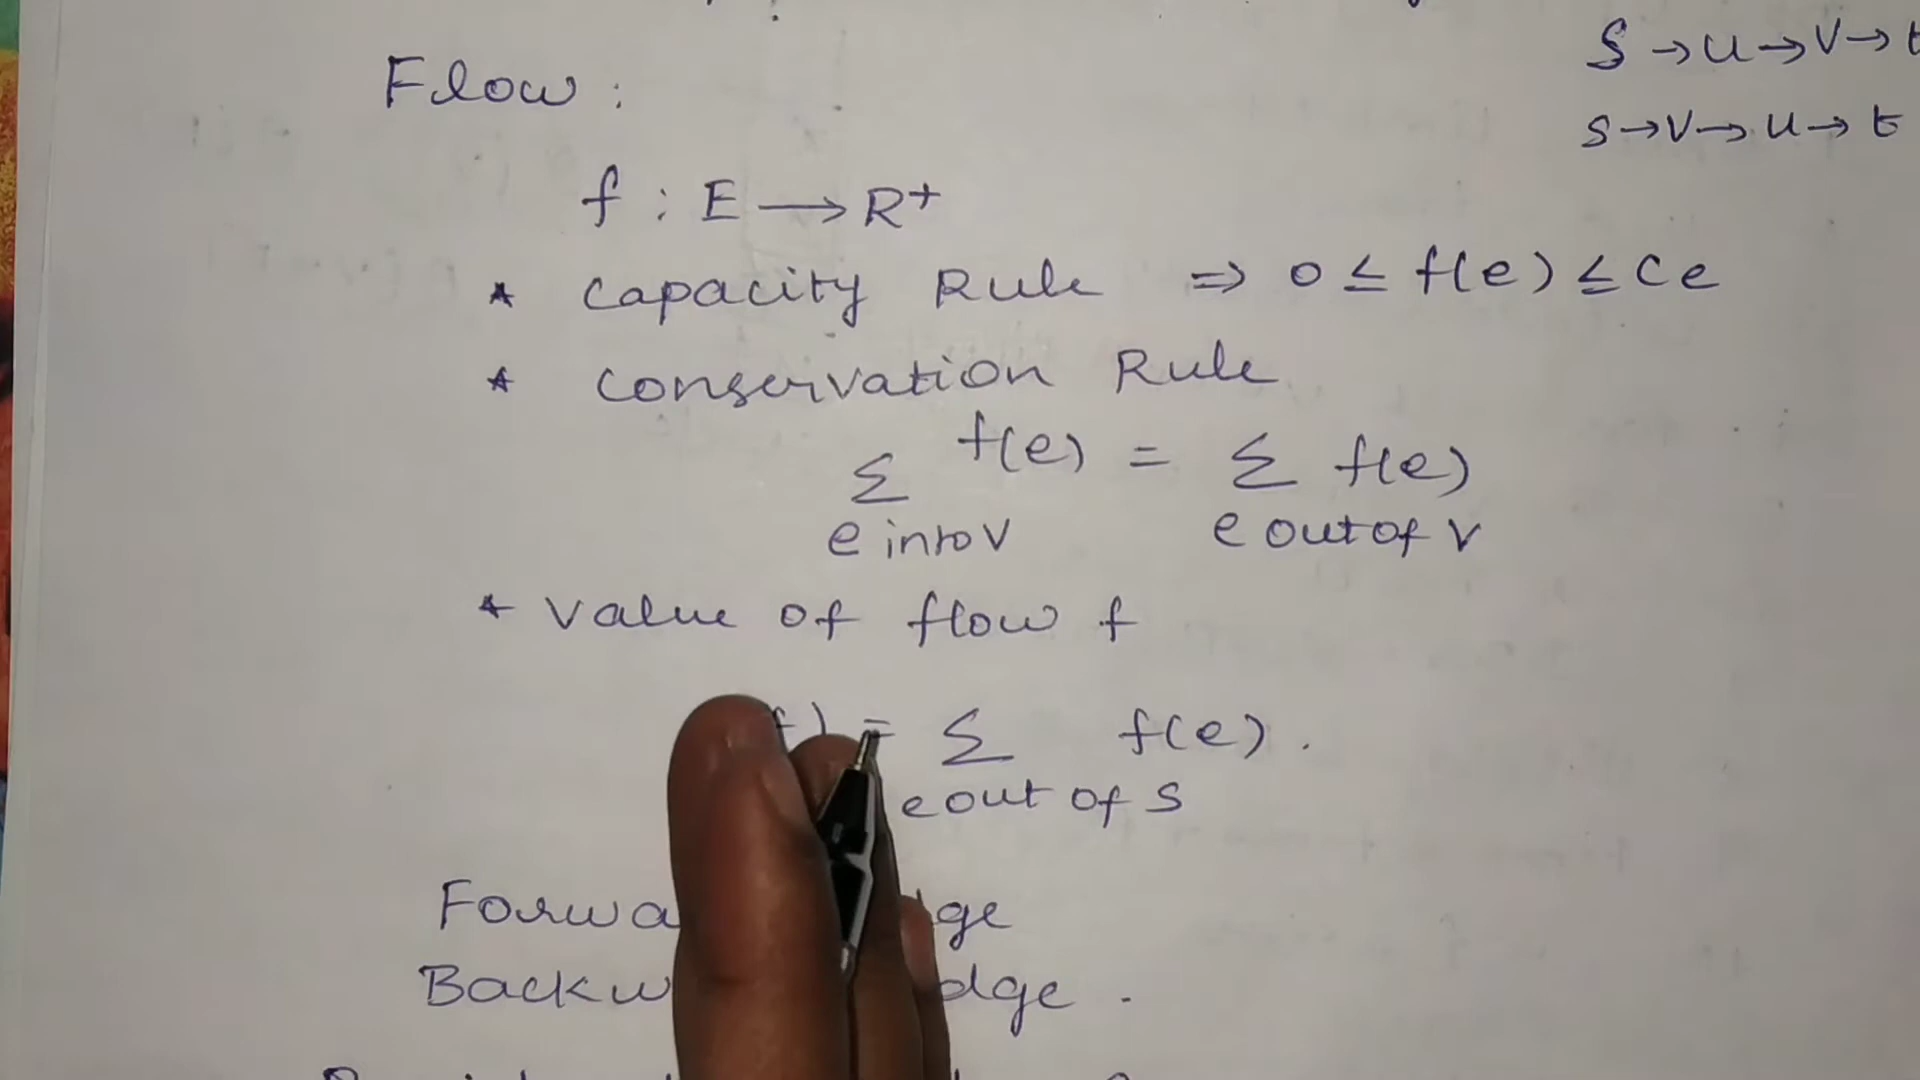 S → u → v → t
Flow :
s → v → u → t
f : E → R+
* Capacity Rule ⇒ 0 ≤ f(e) ≤ Ce
* Conservation Rule
Σ f(e) = Σ f(e)
e into v e out of v
* Value of flow f
f) = Σ f(e).
e out of s
Forwa ge
Backw dge .